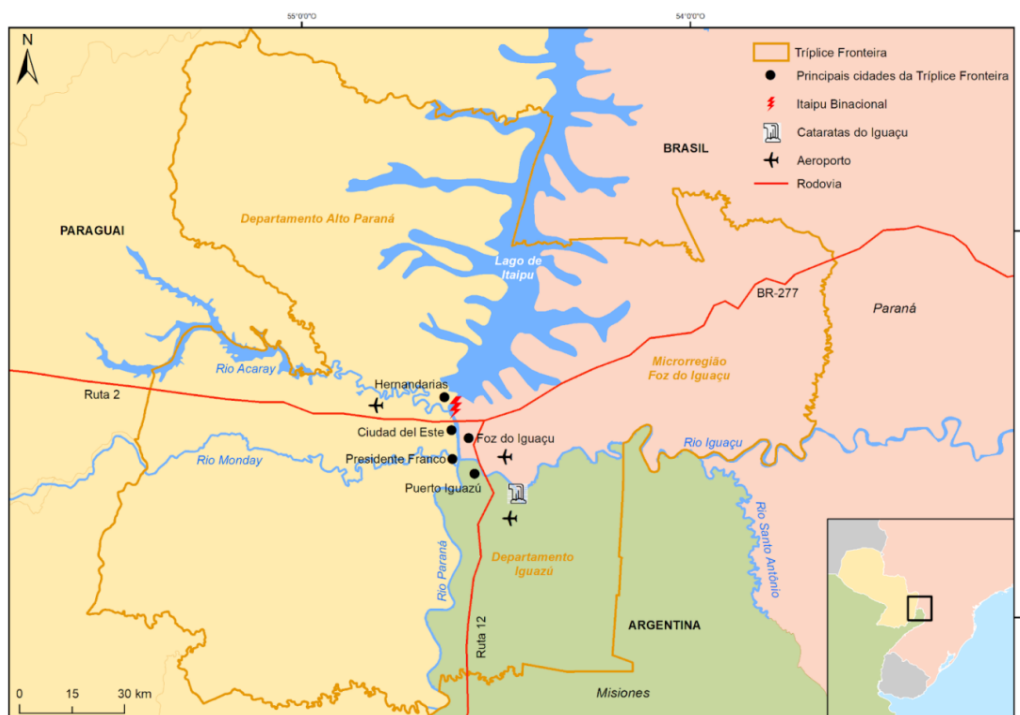 55°0'0"O
54°0'0"O
N
Tríplice Fronteira
Principais cidades da Tríplice Fronteira
Itaipu Binacional
Cataratas do Iguaçu
Aeroporto
Rodovia
BRASIL
Departamento Alto Paraná
PARAGUAI
Lago de
Itaipu
BR-277
Paraná
Microrregião
Foz do Iguaçu
Rio Acaray
Hernandarias
Ruta 2
Ciudad del Este
Foz do Iguaçu
Rio Iguaçu
Rio Monday
Presidente Franco
Puerto Iguazú
Rio Santo Antônio
Departamento
Iguazú
Rio Paraná
Ruta 12
ARGENTINA
Misiones
0 15 30 km